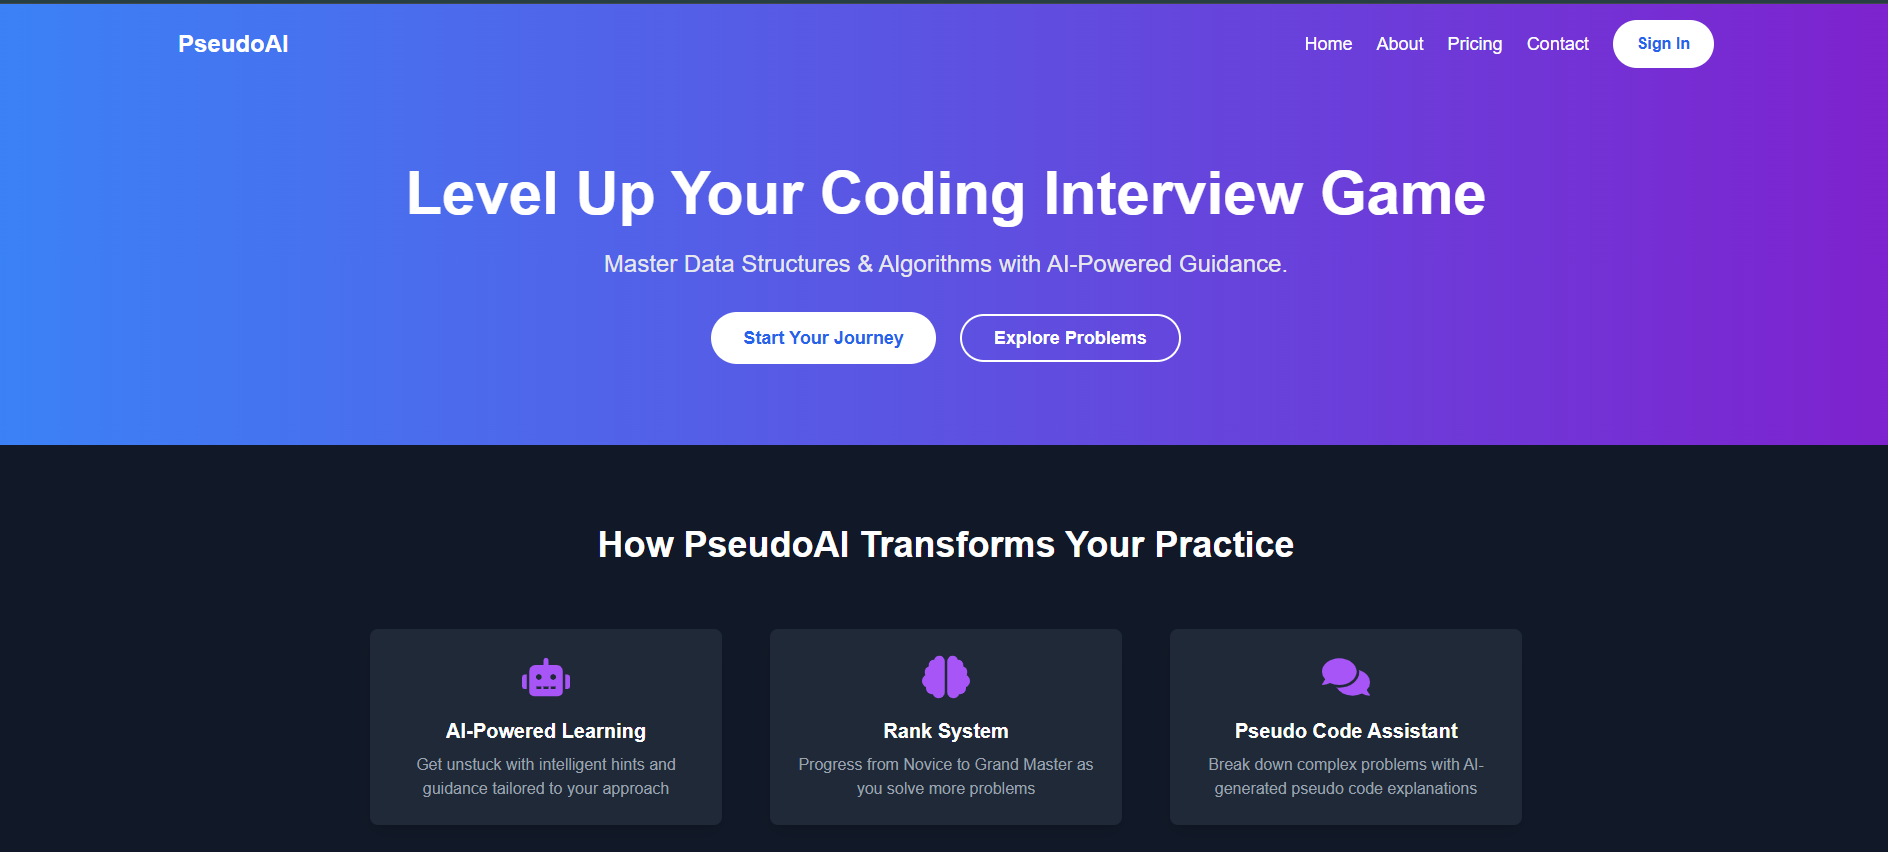 PseudoAI
Home About Pricing Contact Sign In
Level Up Your Coding Interview Game
Master Data Structures & Algorithms with AI-Powered Guidance.
Start Your Journey Explore Problems
How PseudoAI Transforms Your Practice
AI-Powered Learning
Get unstuck with intelligent hints and
guidance tailored to your approach
Rank System
Progress from Novice to Grand Master as
you solve more problems
Pseudo Code Assistant
Break down complex problems with AI-
generated pseudo code explanations